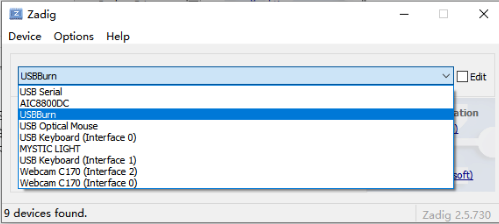 Zadig
Device Options Help
USBBurn
Edit
USB Serial
AIC8800DC
USBBurn
USB Optical Mouse
USB Keyboard (Interface 0)
MYSTIC LIGHT
USB Keyboard (Interface 1)
Webcam C170 (Interface 2)
Webcam C170 (Interface 0)
ation
)
soft)
9 devices found.
Zadig 2.5.730